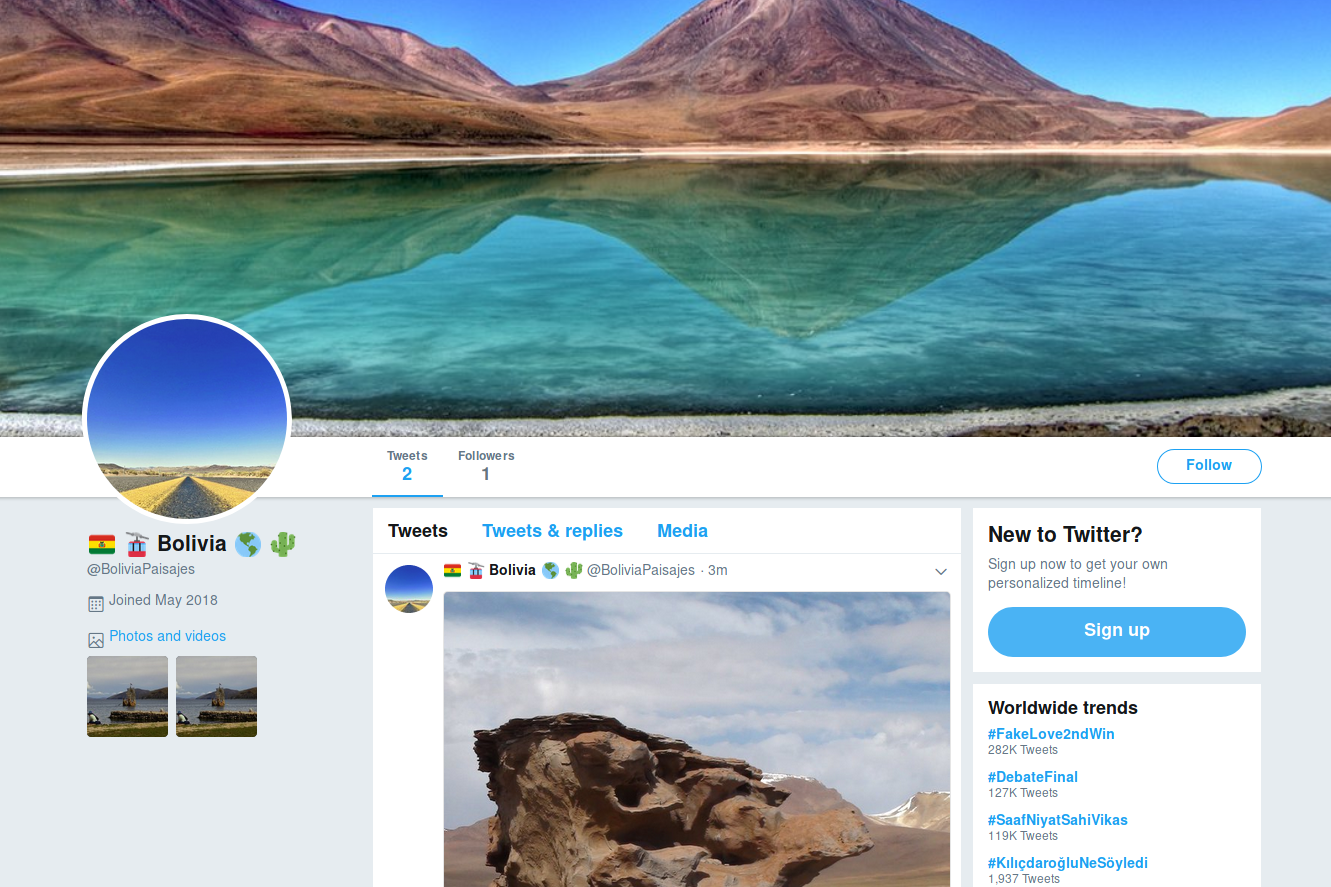 Tweets
2
Followers
1
Follow
🇧🇴 🚡 Bolivia 🌎 🌵
@BoliviaPaisajes
Joined May 2018
Photos and videos
Tweets Tweets & replies Media
🇧🇴 🚡 Bolivia 🌎 🌵 @BoliviaPaisajes · 3m
New to Twitter?
Sign up now to get your own
personalized timeline!
Sign up
Worldwide trends
#FakeLove2ndWin
282K Tweets
#DebateFinal
127K Tweets
#SaafNiyatSahiVikas
119K Tweets
#KılıçdaroğluNeSöyledi
1,937 Tweets